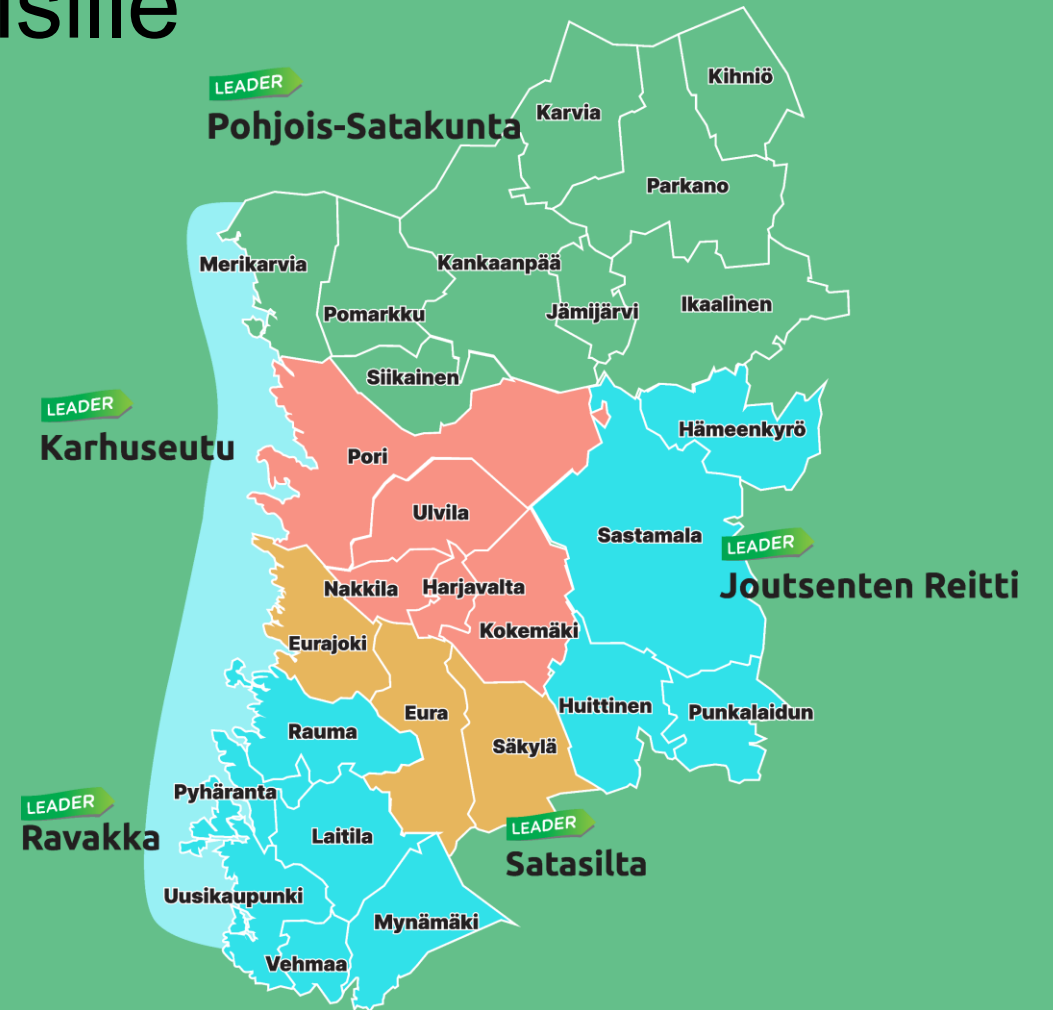 LEADER
Pohjois-Satakunta
Kihniö
Karvia
Parkano
Merikarvia
Kankaanpää
Pomarkku
Jämijärvi
Ikaalinen
Siikainen
LEADER
Karhuseutu
Hämeenkyrö
Pori
Ulvila
Sastamala
LEADER
Joutsenten Reitti
Nakkila
Harjavalta
Kokemäki
Eurajoki
Huittinen
Punkalaidun
Eura
Rauma
Säkylä
Pyhäranta
LEADER
Ravakka
Laitila
LEADER
Satasilta
Uusikaupunki
Mynämäki
Vehmaa